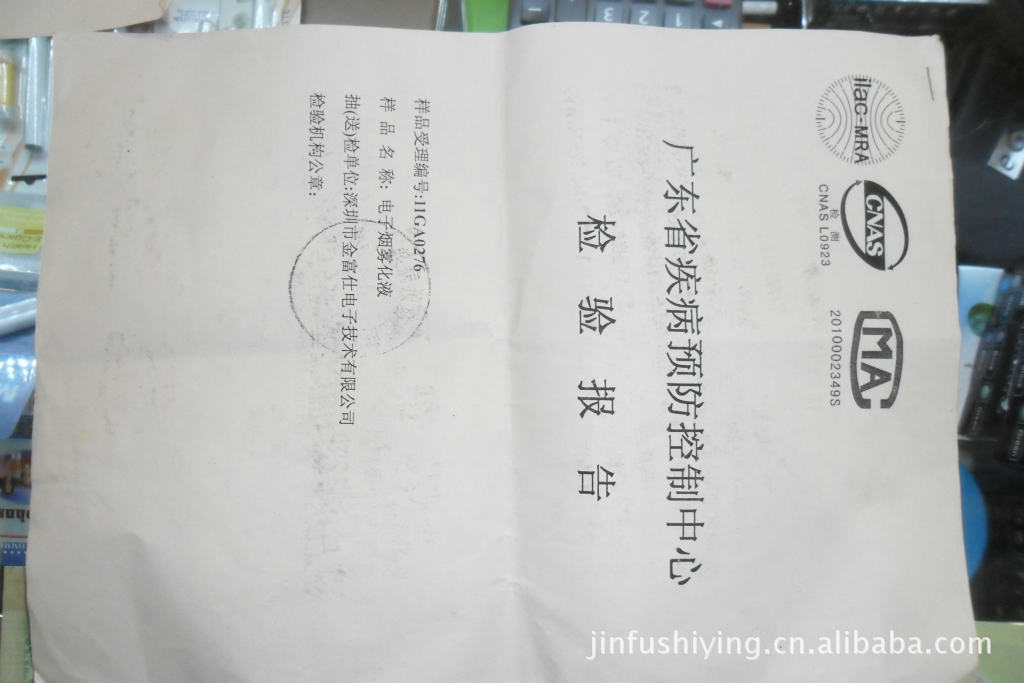 ilac-MRA
CNAS
检 测
CNAS L0923
MA
2010002349S
广东省疾病预防控制中心
检 验 报 告
样品受理编号:11GA0276
样 品 名 称: 电子烟雾化液
抽(送)检单位:深圳市金富仕电子技术有限公司
检验机构公章:
jinfushiying.cn.alibaba.com